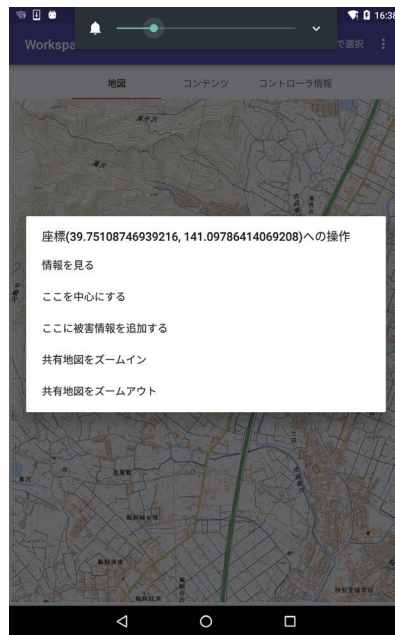 16:38
Workspa
で選択
地図
コンテンツ
コントローラ情報
座標(39.75108746939216, 141.09786414069208)への操作
情報を見る
ここを中心にする
ここに被害情報を追加する
共有地図をズームイン
共有地図をズームアウト